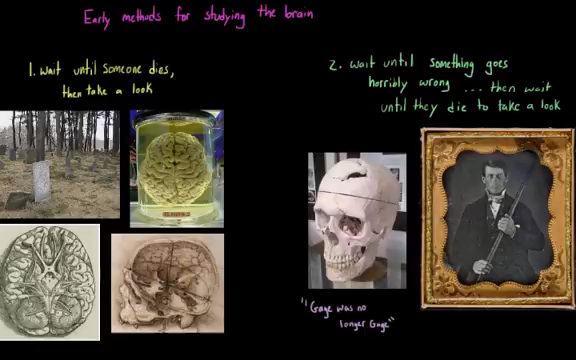 Early methods for studying the brain
1. wait until someone dies,
then take a look
2. wait until something goes
horribly wrong ... then wait
until they die to take a look
"Gage was no
longer Gage"